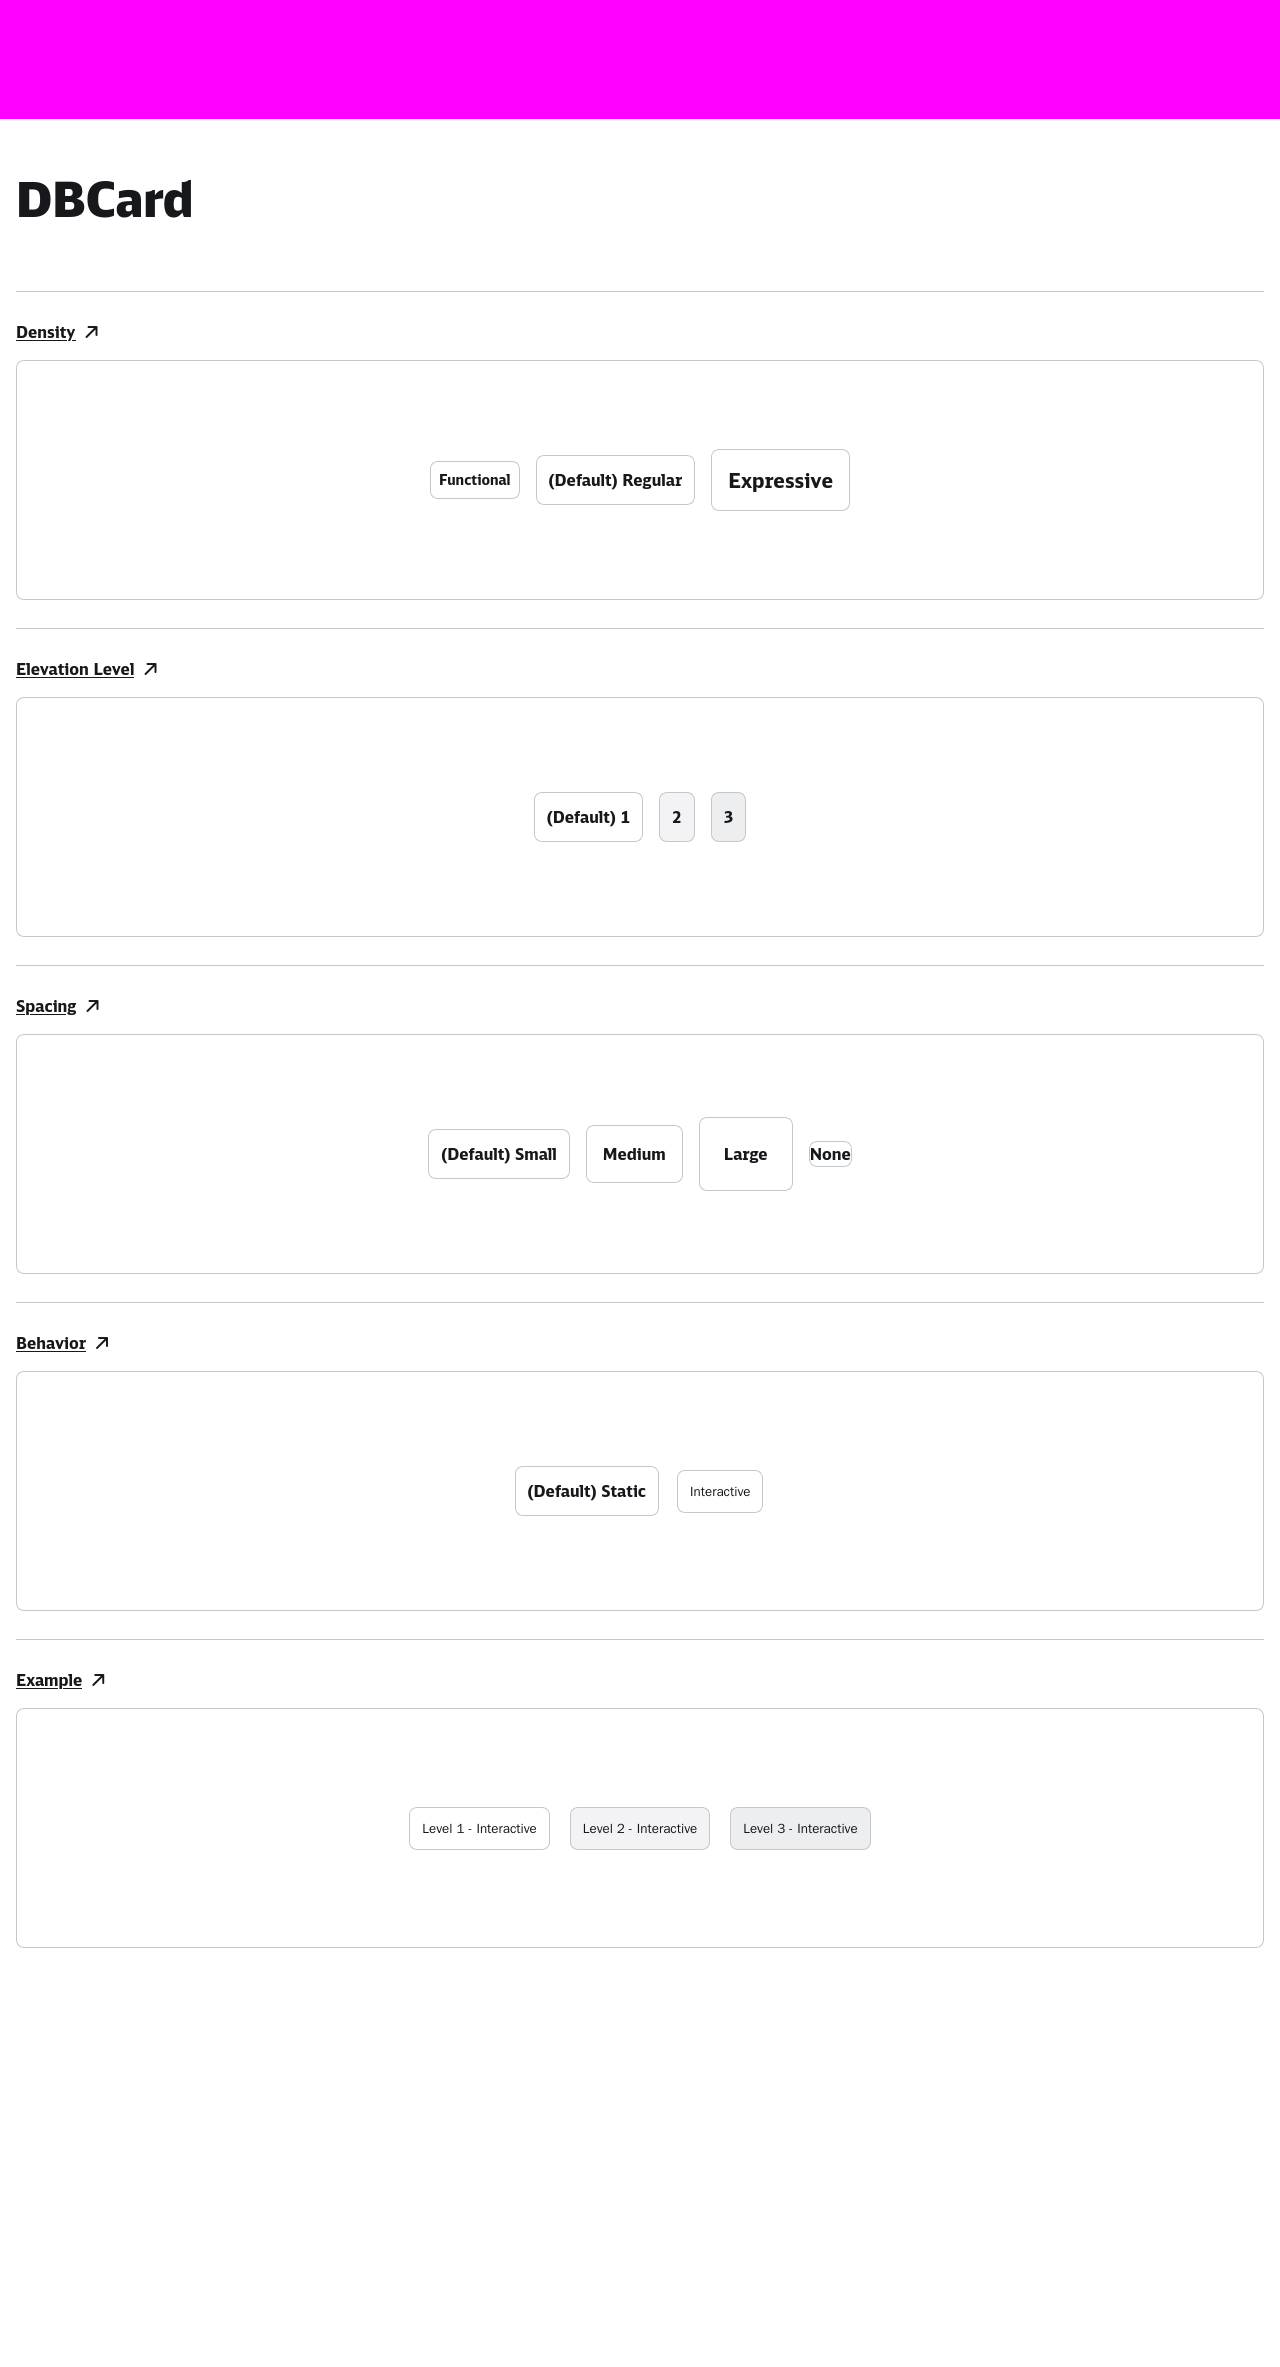 DBCard
Density
Functional
(Default) Regular
Expressive
Elevation Level
(Default) 1
2
3
Spacing
(Default) Small
Medium
Large
None
Behavior
(Default) Static
Interactive
Example
Level 1 - Interactive
Level 2 - Interactive
Level 3 - Interactive